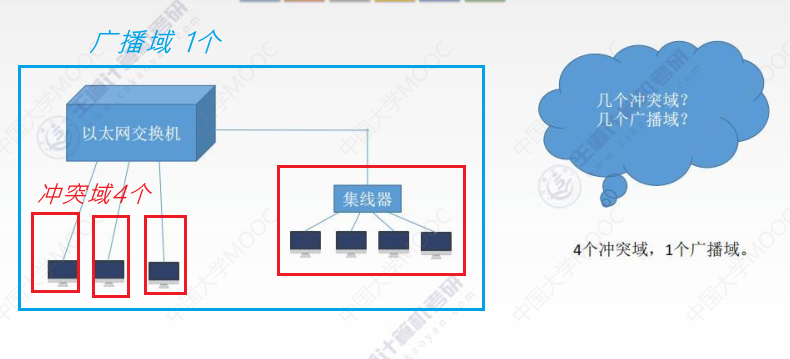 广播域 1个
以太网交换机
冲突域4个
集线器
几个冲突域?
几个广播域?
4个冲突域，1个广播域。
中国大学MOOC
王道计算机考研
cskaoyan.com